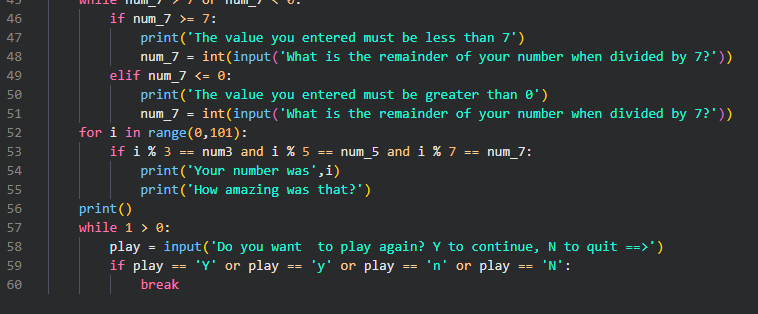 45 while num_7 > 7 or num_7 < 0:
46 if num_7 >= 7:
47 print('The value you entered must be less than 7')
48 num_7 = int(input('What is the remainder of your number when divided by 7?'))
49 elif num_7 <= 0:
50 print('The value you entered must be greater than 0')
51 num_7 = int(input('What is the remainder of your number when divided by 7?'))
52 for i in range(0,101):
53 if i % 3 == num3 and i % 5 == num_5 and i % 7 == num_7:
54 print('Your number was',i)
55 print('How amazing was that?')
56 print()
57 while 1 > 0:
58 play = input('Do you want  to play again? Y to continue, N to quit ==>')
59 if play == 'Y' or play == 'y' or play == 'n' or play == 'N':
60 break